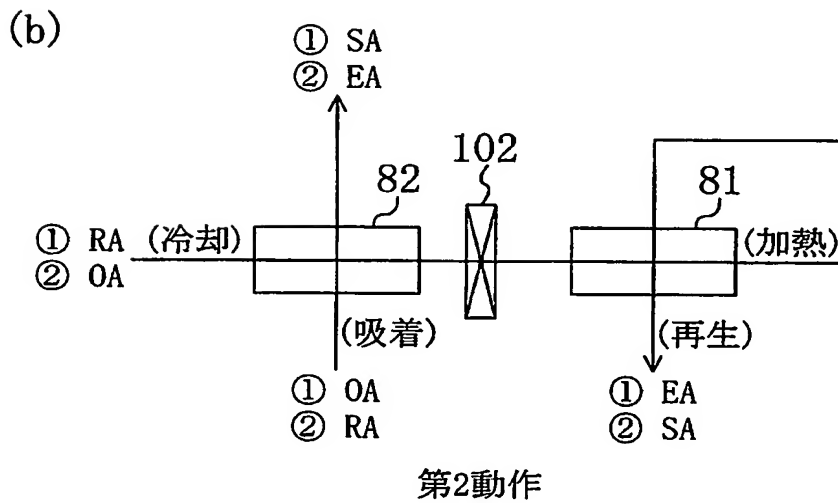 (b)
① SA
② EA
102
82
81
① RA (冷却)
② OA
(加熱)
(吸着)
(再生)
① OA
② RA
① EA
② SA
第2動作